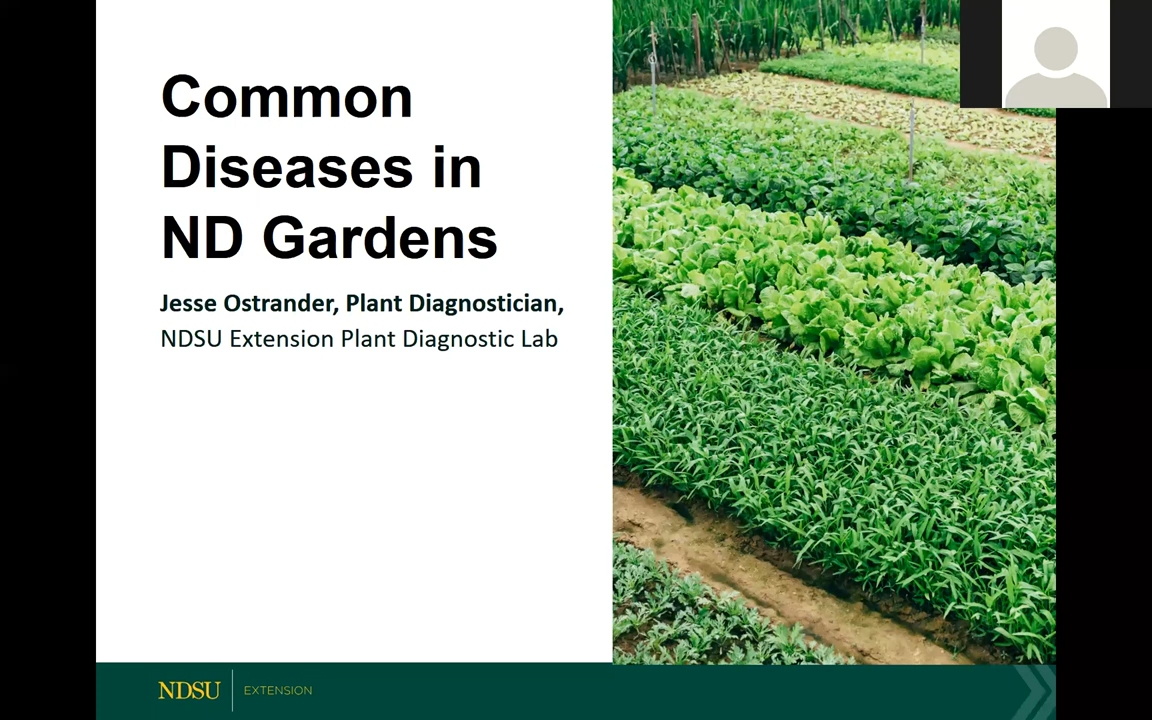 Common
Diseases in
ND Gardens
Jesse Ostrander, Plant Diagnostician,
NDSU Extension Plant Diagnostic Lab
NDSU EXTENSION